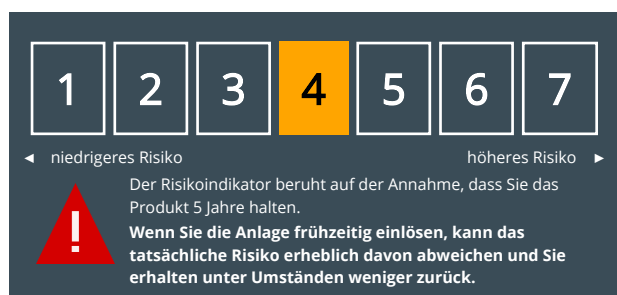 1 2 3 4 5 6 7
◄ niedrigeres Risiko höheres Risiko ►
Der Risikoindikator beruht auf der Annahme, dass Sie das
Produkt 5 Jahre halten.
Wenn Sie die Anlage frühzeitig einlösen, kann das
tatsächliche Risiko erheblich davon abweichen und Sie
erhalten unter Umständen weniger zurück.
!